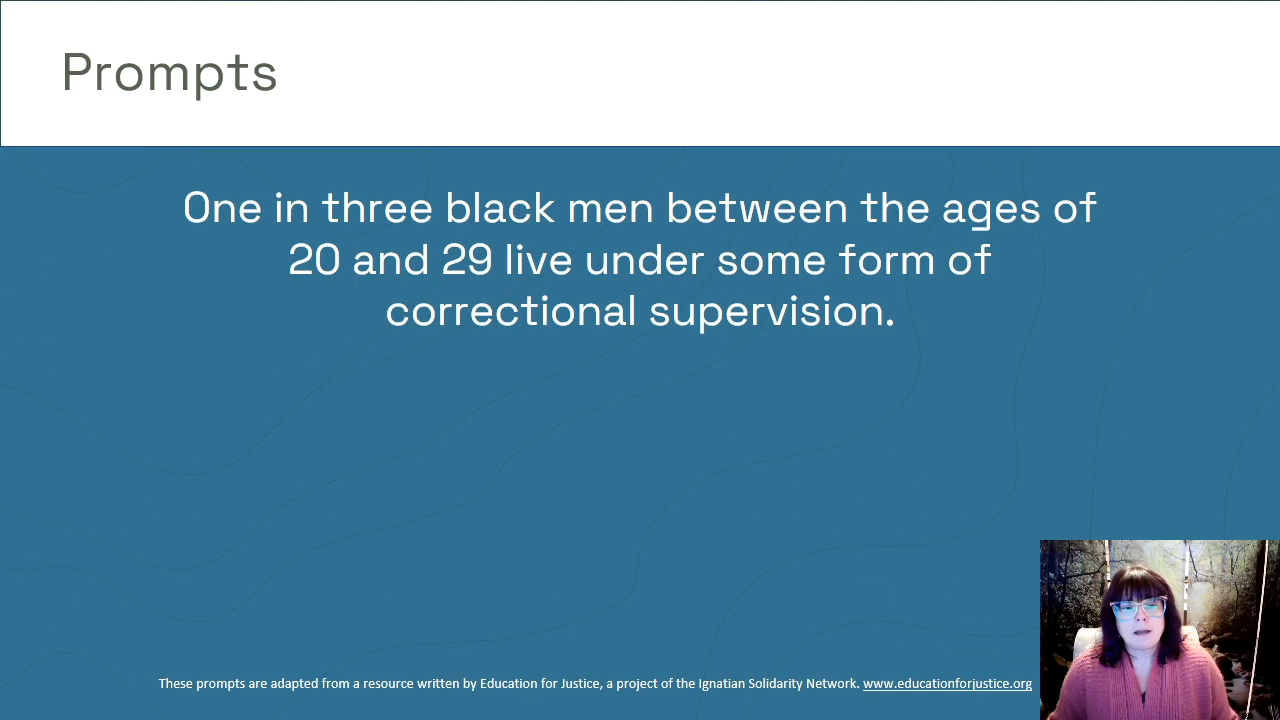 Prompts
One in three black men between the ages of
20 and 29 live under some form of
correctional supervision.
These prompts are adapted from a resource written by Education for Justice, a project of the Ignatian Solidarity Network. www.educationforjustice.org